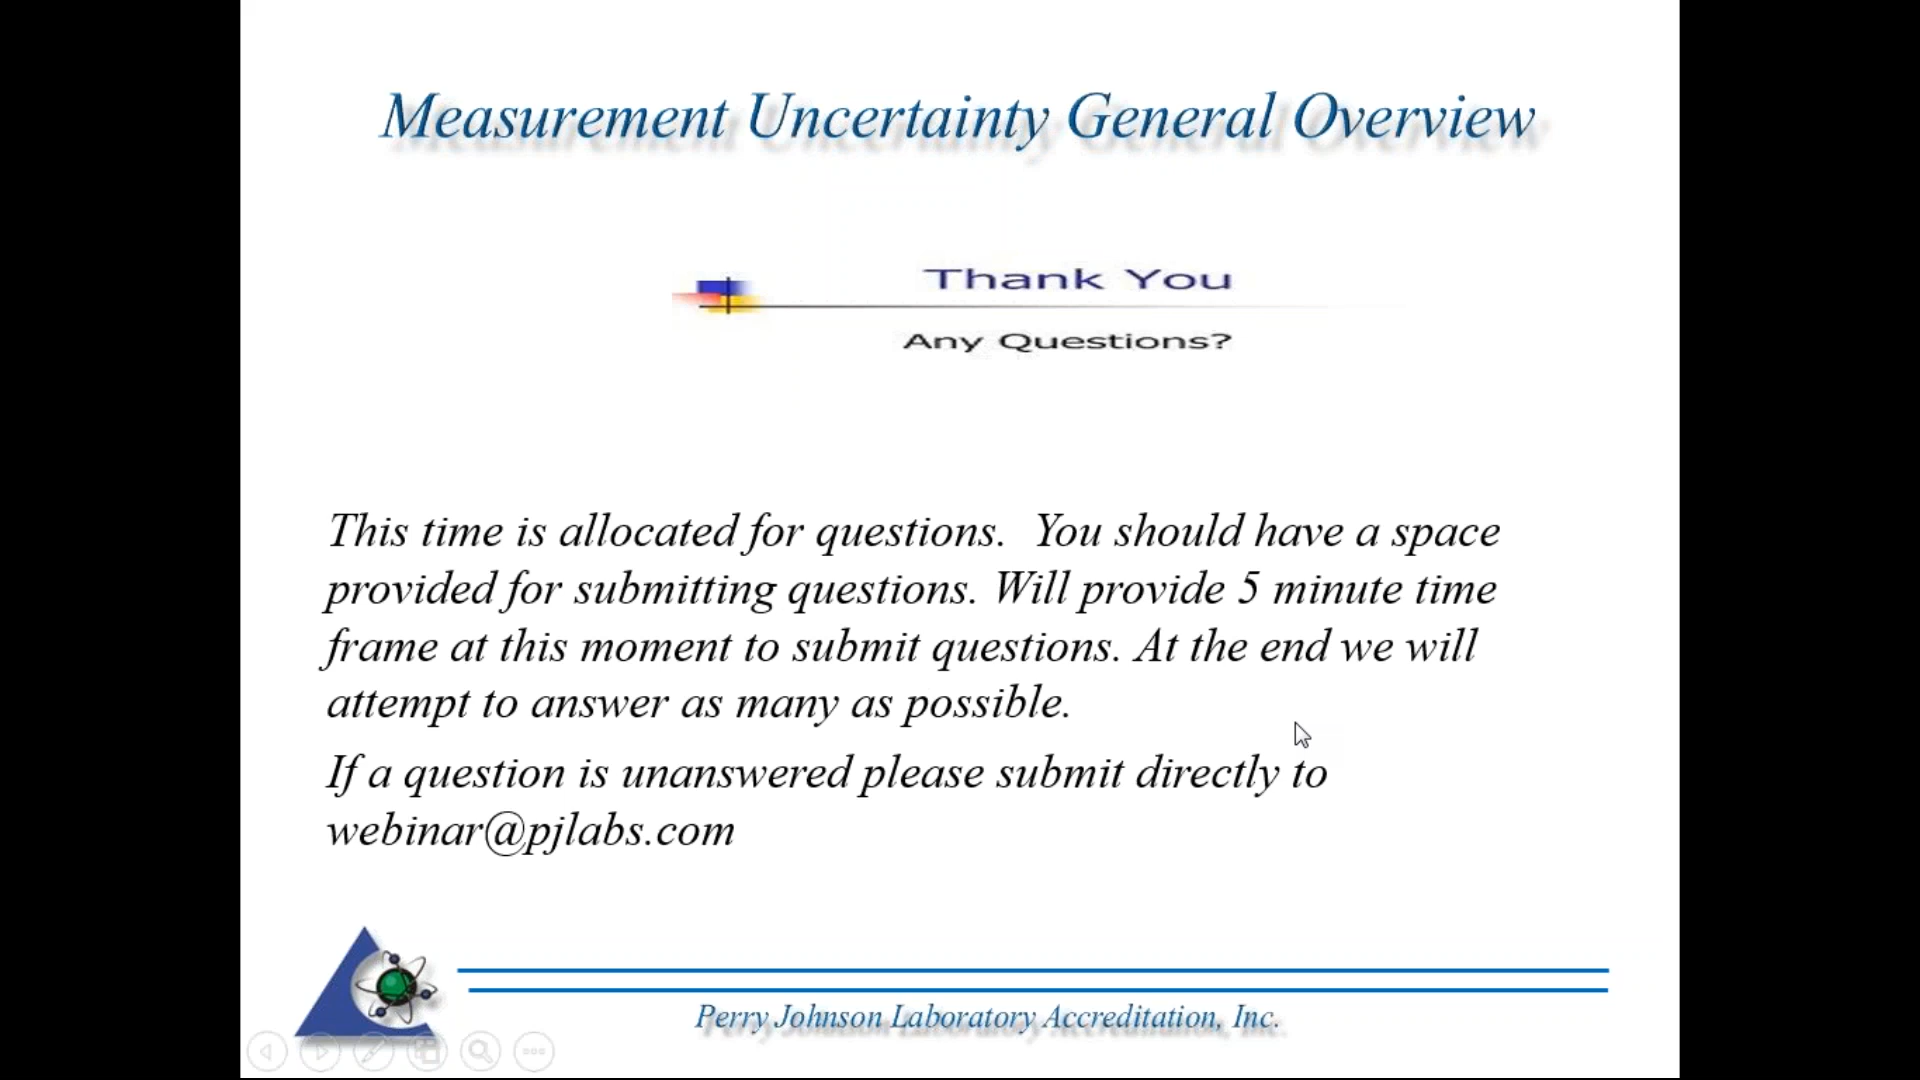 Measurement Uncertainty General Overview
Thank You
Any Questions?
This time is allocated for questions.  You should have a space
provided for submitting questions. Will provide 5 minute time
frame at this moment to submit questions. At the end we will
attempt to answer as many as possible.
If a question is unanswered please submit directly to
webinar@pjlabs.com
Perry Johnson Laboratory Accreditation, Inc.